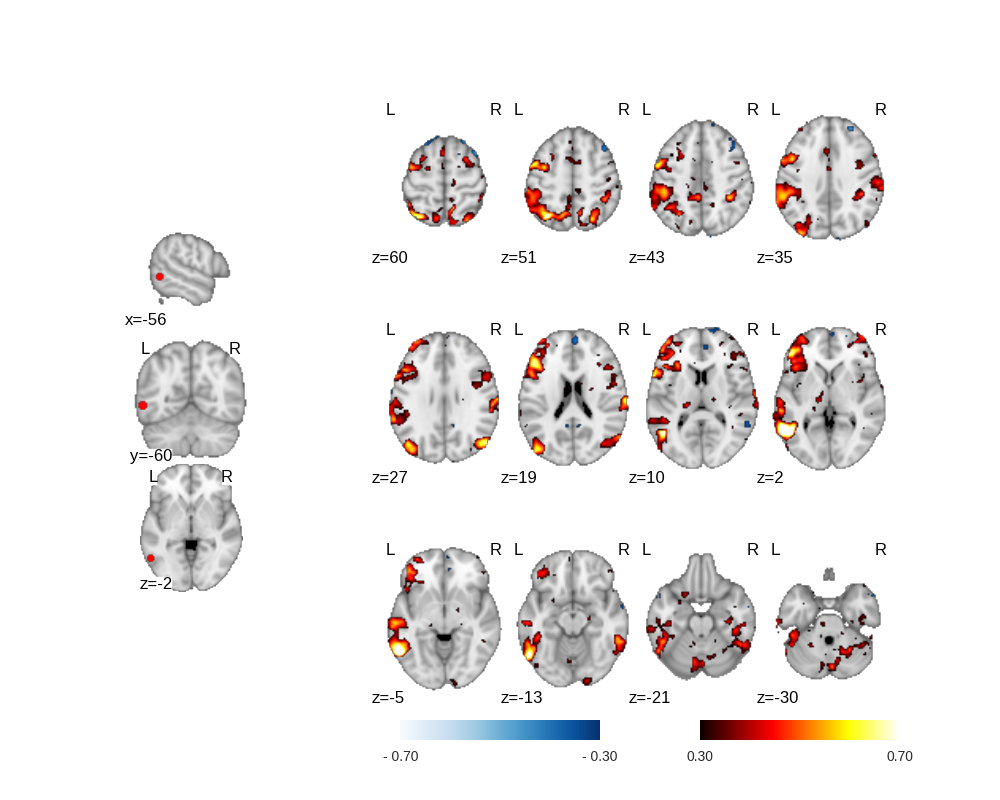 L R L R L R L R
z=60 z=51 z=43 z=35
x=-56
L R
y=-60
L R
z=-2
L R L R L R L R
z=27 z=19 z=10 z=2
L R L R L R L R
z=-5 z=-13 z=-21 z=-30
- 0.70 - 0.30 0.30 0.70